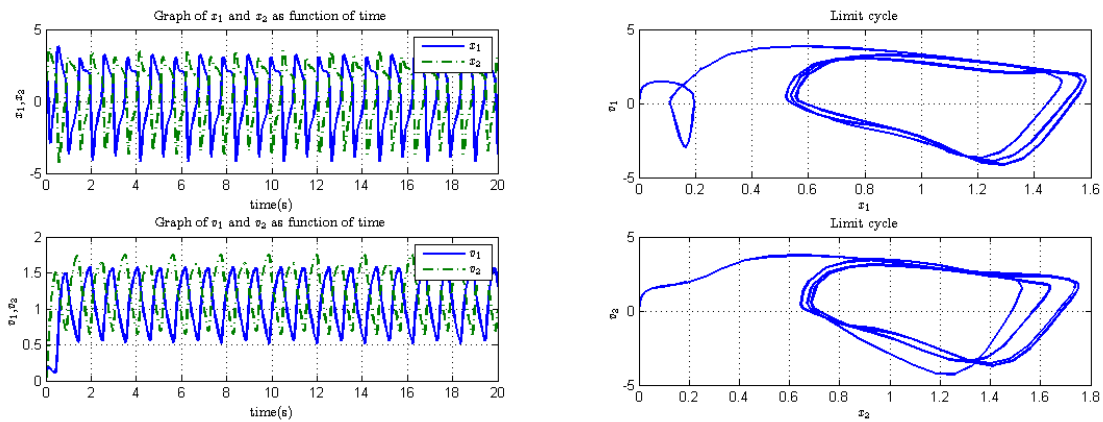 Graph of x₁ and x₂ as function of time
5
0
-5
x₁,x₂
x₁
x₂
0 2 4 6 8 10 12 14 16 18 20
time(s)
Limit cycle
5
0
-5
v₁
0 0.2 0.4 0.6 0.8 1 1.2 1.4 1.6
x₁
Graph of v₁ and v₂ as function of time
2
1.5
1
0.5
0
v₁,v₂
v₁
v₂
0 2 4 6 8 10 12 14 16 18 20
time(s)
Limit cycle
5
0
-5
v₂
0 0.2 0.4 0.6 0.8 1 1.2 1.4 1.6 1.8
x₂